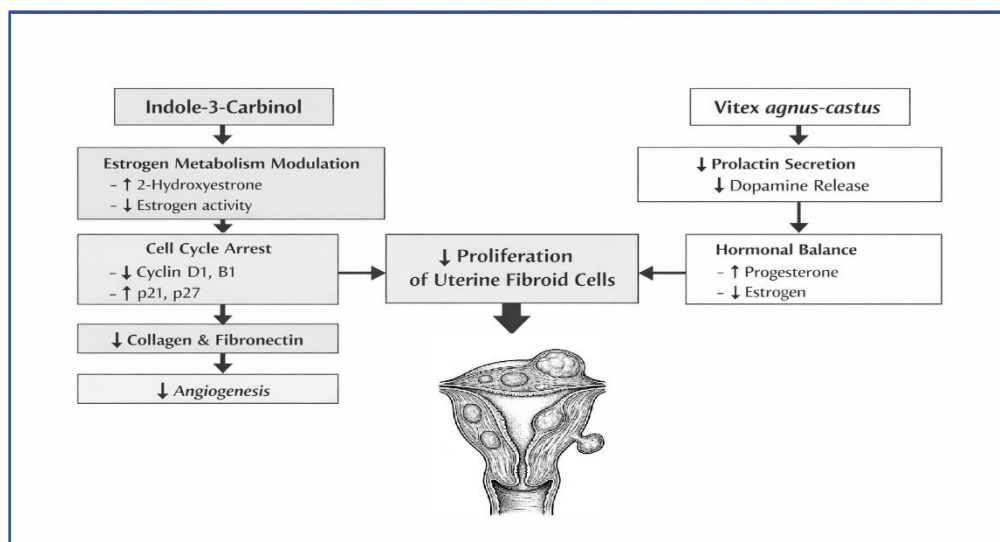 Indole-3-Carbinol
Estrogen Metabolism Modulation
- ↑ 2-Hydroxyestrone
- ↓ Estrogen activity
Cell Cycle Arrest
- ↓ Cyclin D1, B1
- ↑ p21, p27
↓ Collagen & Fibronectin
↓ Angiogenesis
↓ Proliferation
of Uterine Fibroid Cells
Vitex agnus-castus
↓ Prolactin Secretion
↓ Dopamine Release
Hormonal Balance
- ↑ Progesterone
- ↓ Estrogen